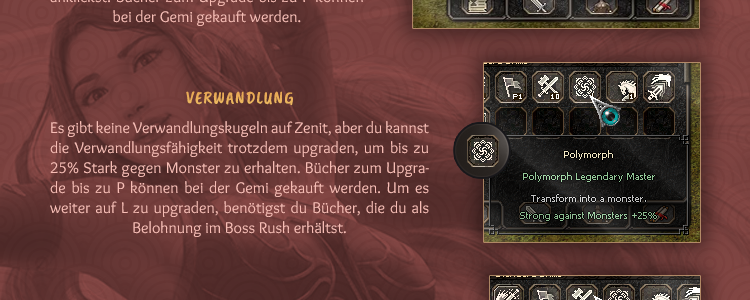 bei der Gemi gekauft werden.
VERWANDLUNG
Es gibt keine Verwandlungskugeln auf Zenit, aber du kannst
die Verwandlungsfähigkeit trotzdem upgraden, um bis zu
25% Stark gegen Monster zu erhalten. Bücher zum Upgra-
de bis zu P können bei der Gemi gekauft werden. Um es
weiter auf L zu upgraden, benötigst du Bücher, die du als
Belohnung im Boss Rush erhältst.
P1 10
Polymorph
Polymorph Legendary Master
Transform into a monster.
Strong against Monsters +25%